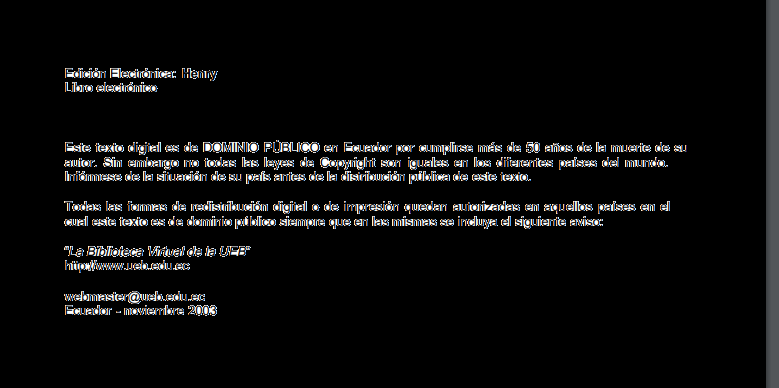 Edición Electrónica: Henry
Libro electrónico
Este texto digital es de DOMINIO PÚBLICO en Ecuador por cumplirse más de 50 años de la muerte de su
autor. Sin embargo no todas las leyes de Copyright son iguales en los diferentes países del mundo.
Infórmese de la situación de su país antes de la distribución pública de este texto.
Todas las formas de redistribución digital o de impresión quedan autorizadas en aquellos países en el
cual este texto es de dominio público siempre que en las mismas se incluya el siguiente aviso:
“La Biblioteca Virtual de la UEB”
http://www.ueb.edu.ec
webmaster@ueb.edu.ec
Ecuador - noviembre 2003